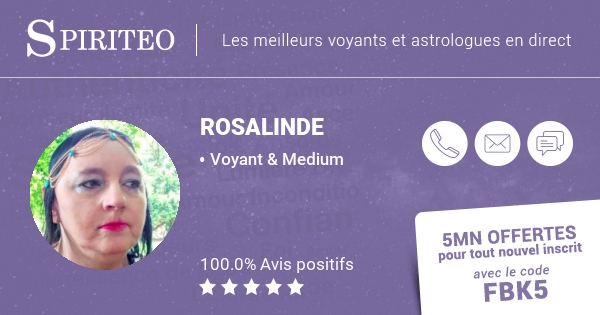 SPIRITEO
Les meilleurs voyants et astrologues en direct
ROSALINDE
• Voyant & Medium
100.0% Avis positifs
5MN OFFERTES
pour tout nouvel inscrit
avec le code
FBK5